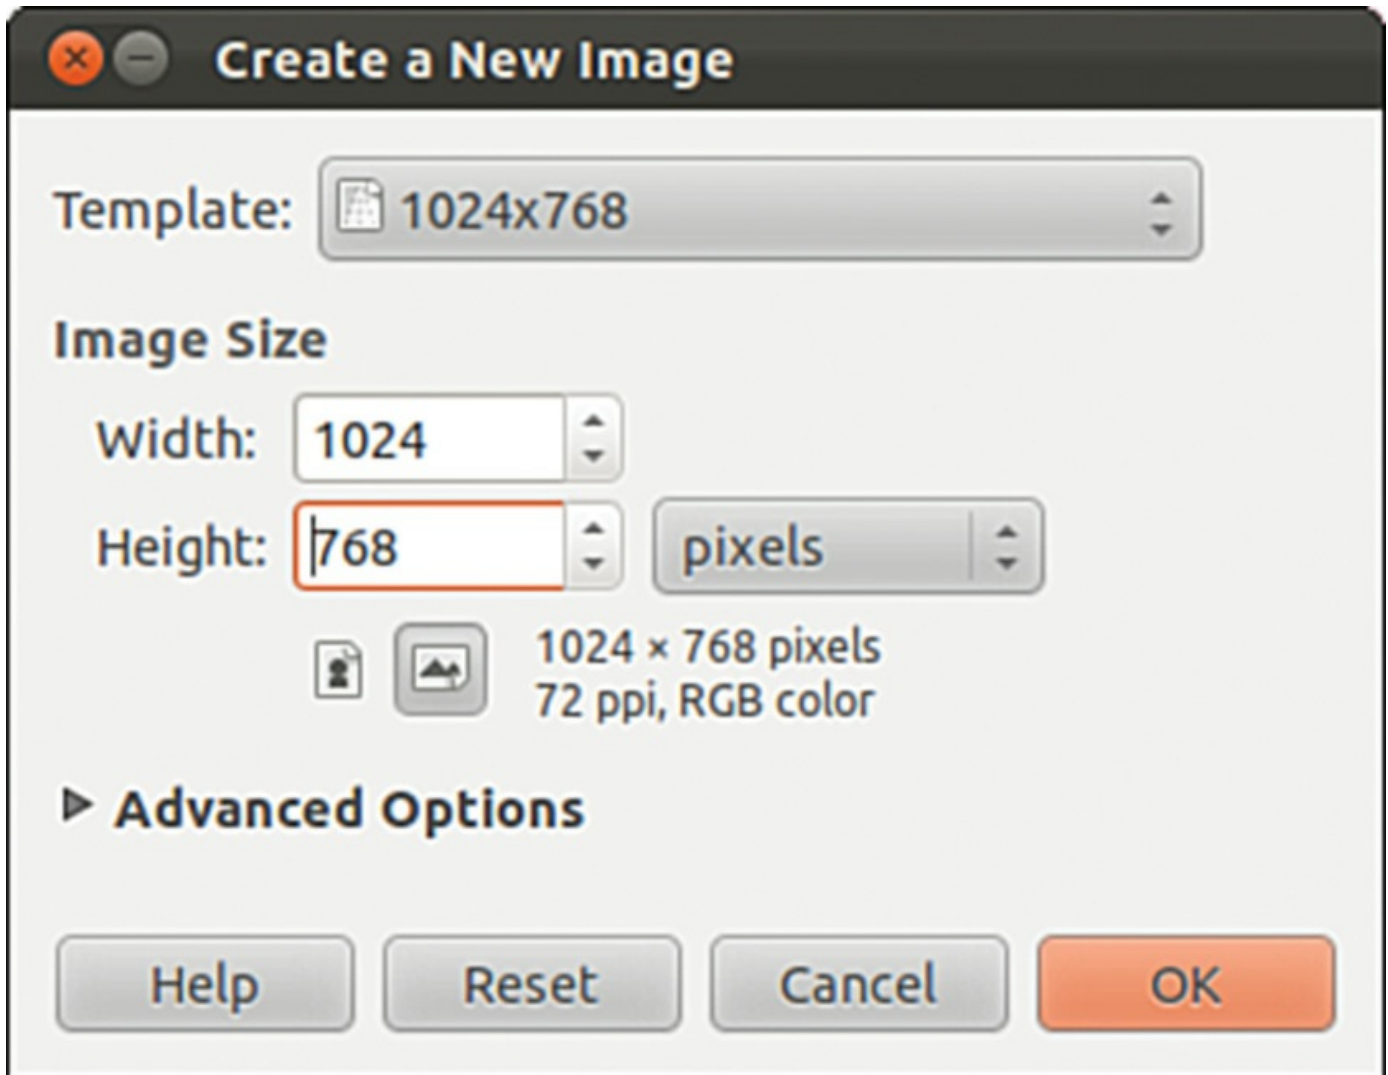 Create a New Image
Template: 1024x768
Image Size
Width: 1024
Height: 768 pixels
1024 × 768 pixels
72 ppi, RGB color
Advanced Options
Help Reset Cancel OK